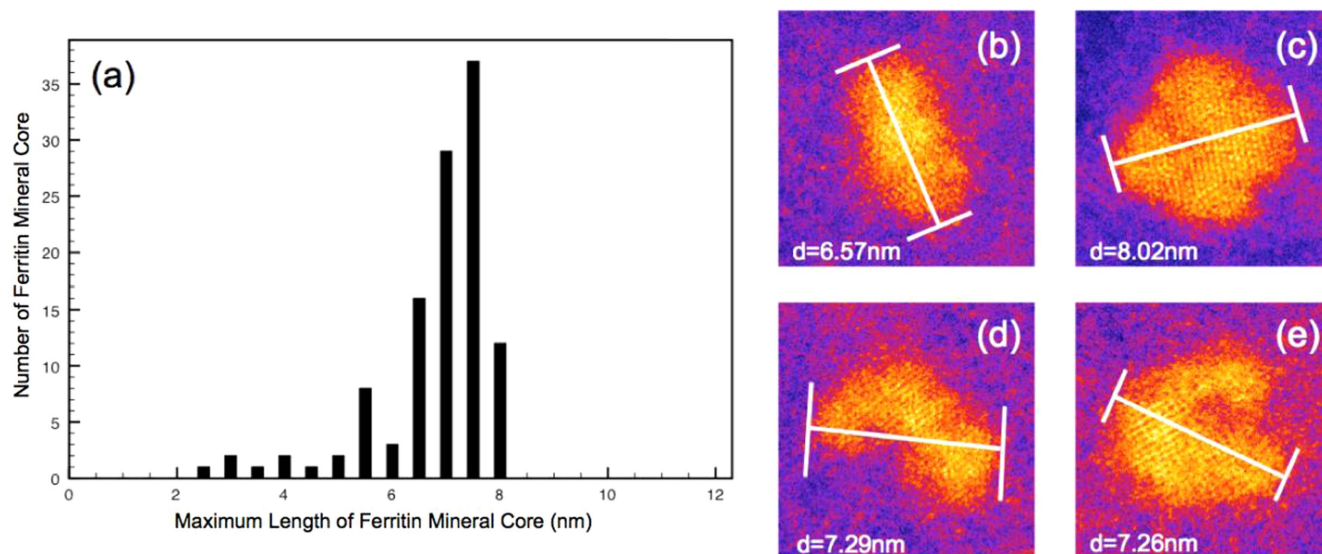 (a)
35
30
25
20
15
10
5
0
Number of Ferritin Mineral Core
0 2 4 6 8 10 12
Maximum Length of Ferritin Mineral Core (nm)
(b)
d=6.57nm
(c)
d=8.02nm
(d)
d=7.29nm
(e)
d=7.26nm